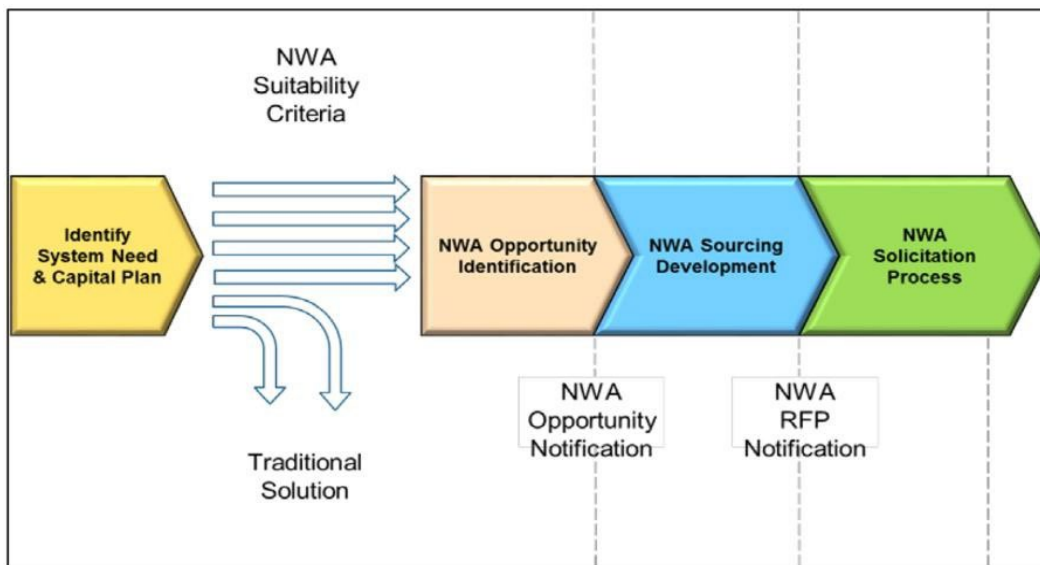 NWA
Suitability
Criteria
Identify
System Need
& Capital Plan
NWA Opportunity
Identification
NWA Sourcing
Development
NWA
Solicitation
Process
NWA
Opportunity
Notification
NWA
RFP
Notification
Traditional
Solution